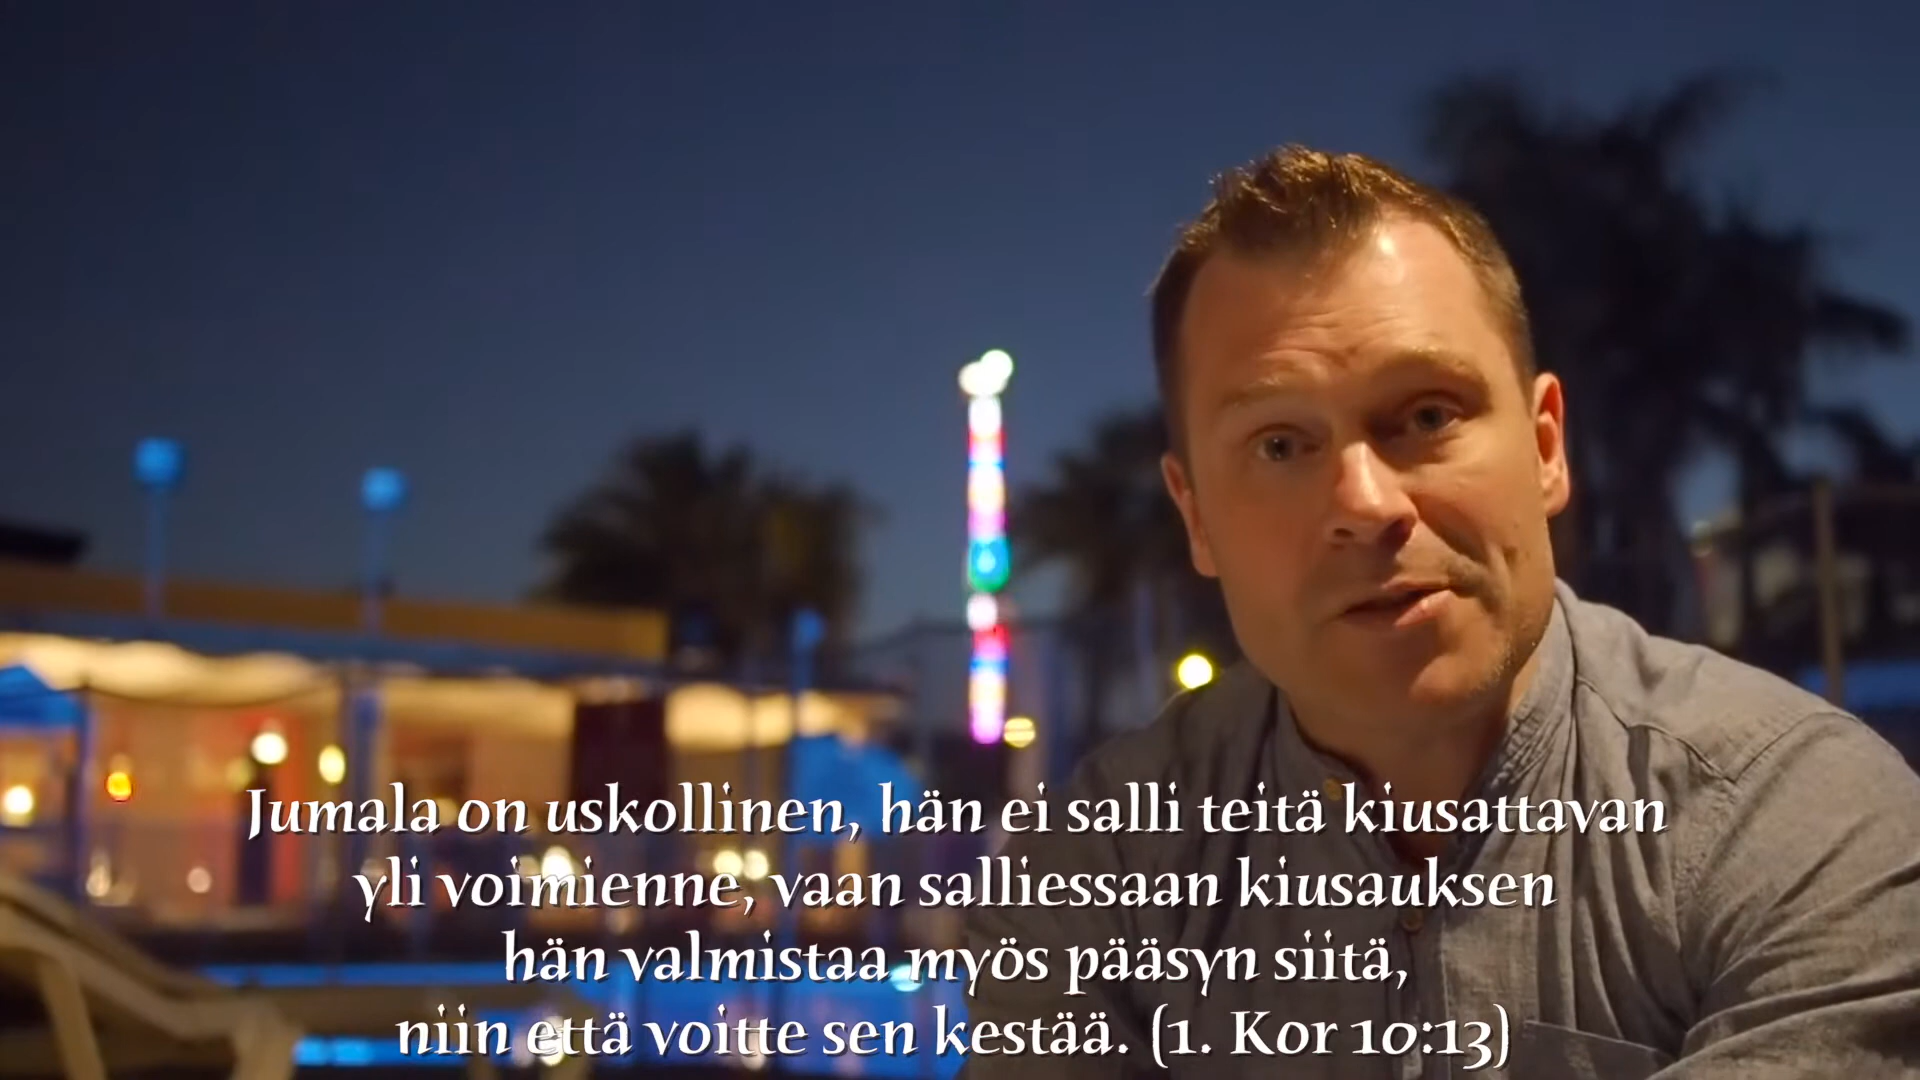 Jumala on uskollinen, hän ei salli teitä kiusattavan
yli voimienne, vaan salliessaan kiusauksen
hän valmistaa myös pääsyn siitä,
niin että voitte sen kestää. (1. Kor 10:13)